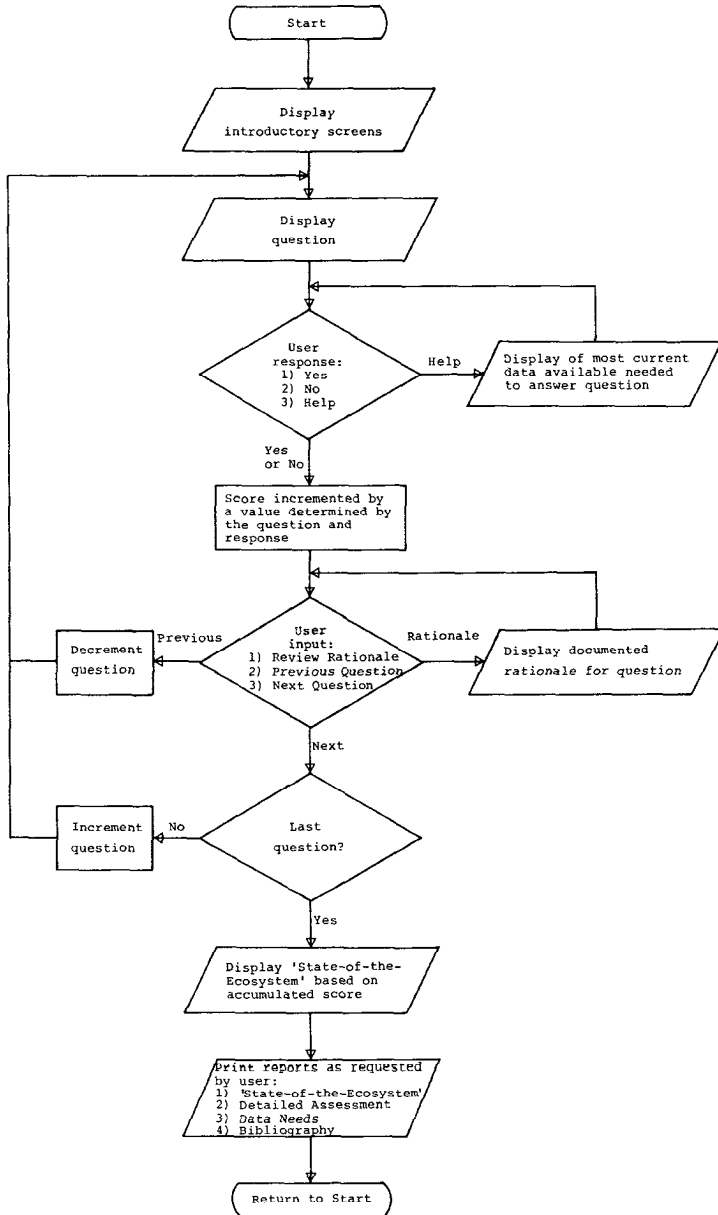 Start
Display
introductory screens
Display
question
User
response:
1) Yes
2) No
3) Help
Help
Display of most current
data available needed
to answer question
Yes
or No
Score incremented by
a value determined by
the question and
response
Decrement
question
Previous
User
input:
1) Review Rationale
2) Previous Question
3) Next Question
Rationale
Display documented
rationale for question
Next
Increment
question
No
Last
question?
Yes
Display 'State-of-the-
Ecosystem' based on
accumulated score
Print reports as requested
by user:
1) 'State-of-the-Ecosystem'
2) Detailed Assessment
3) Data Needs
4) Bibliography
Return to Start